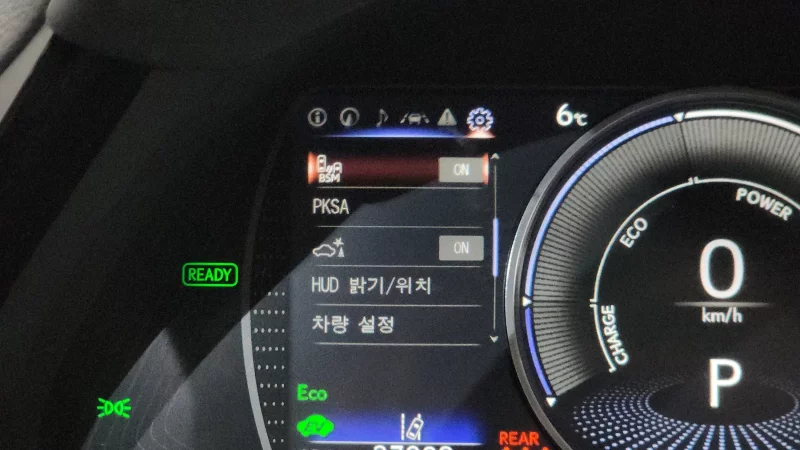 6℃
BSM ON
PKSA
ON
HUD 밝기/위치
차량 설정
READY
Eco
EV
REAR
CHARGE
ECO
POWER
0
km/h
P